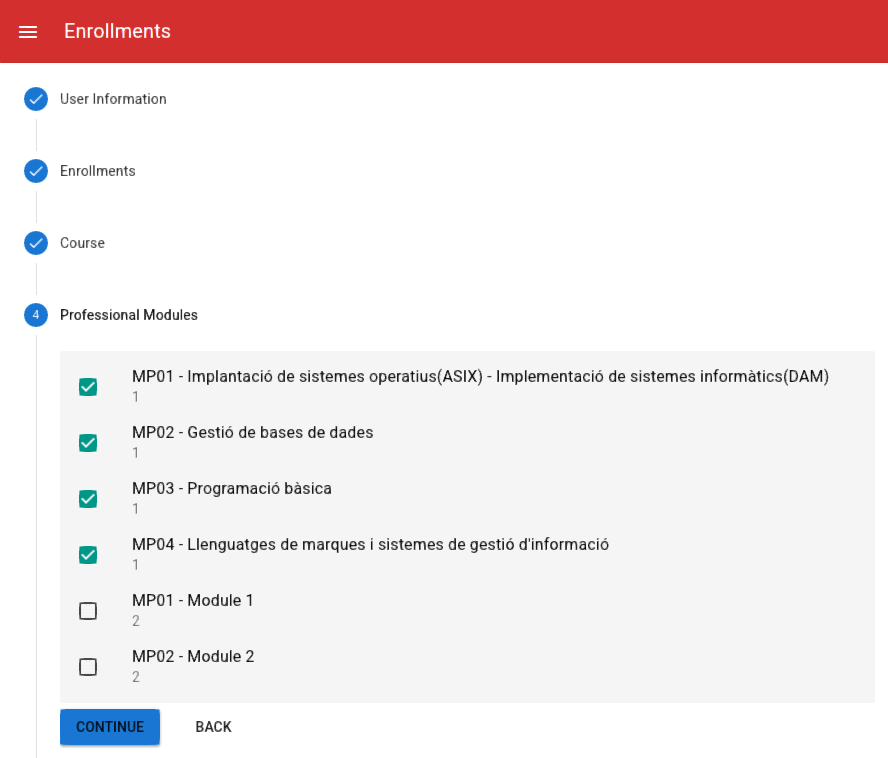 Enrollments
User Information
Enrollments
Course
4
Professional Modules
MP01 - Implantació de sistemes operatius(ASIX) - Implementació de sistemes informàtics(DAM)
1
MP02 - Gestió de bases de dades
1
MP03 - Programació bàsica
1
MP04 - Llenguatges de marques i sistemes de gestió d'informació
1
MP01 - Module 1
2
MP02 - Module 2
2
CONTINUE BACK